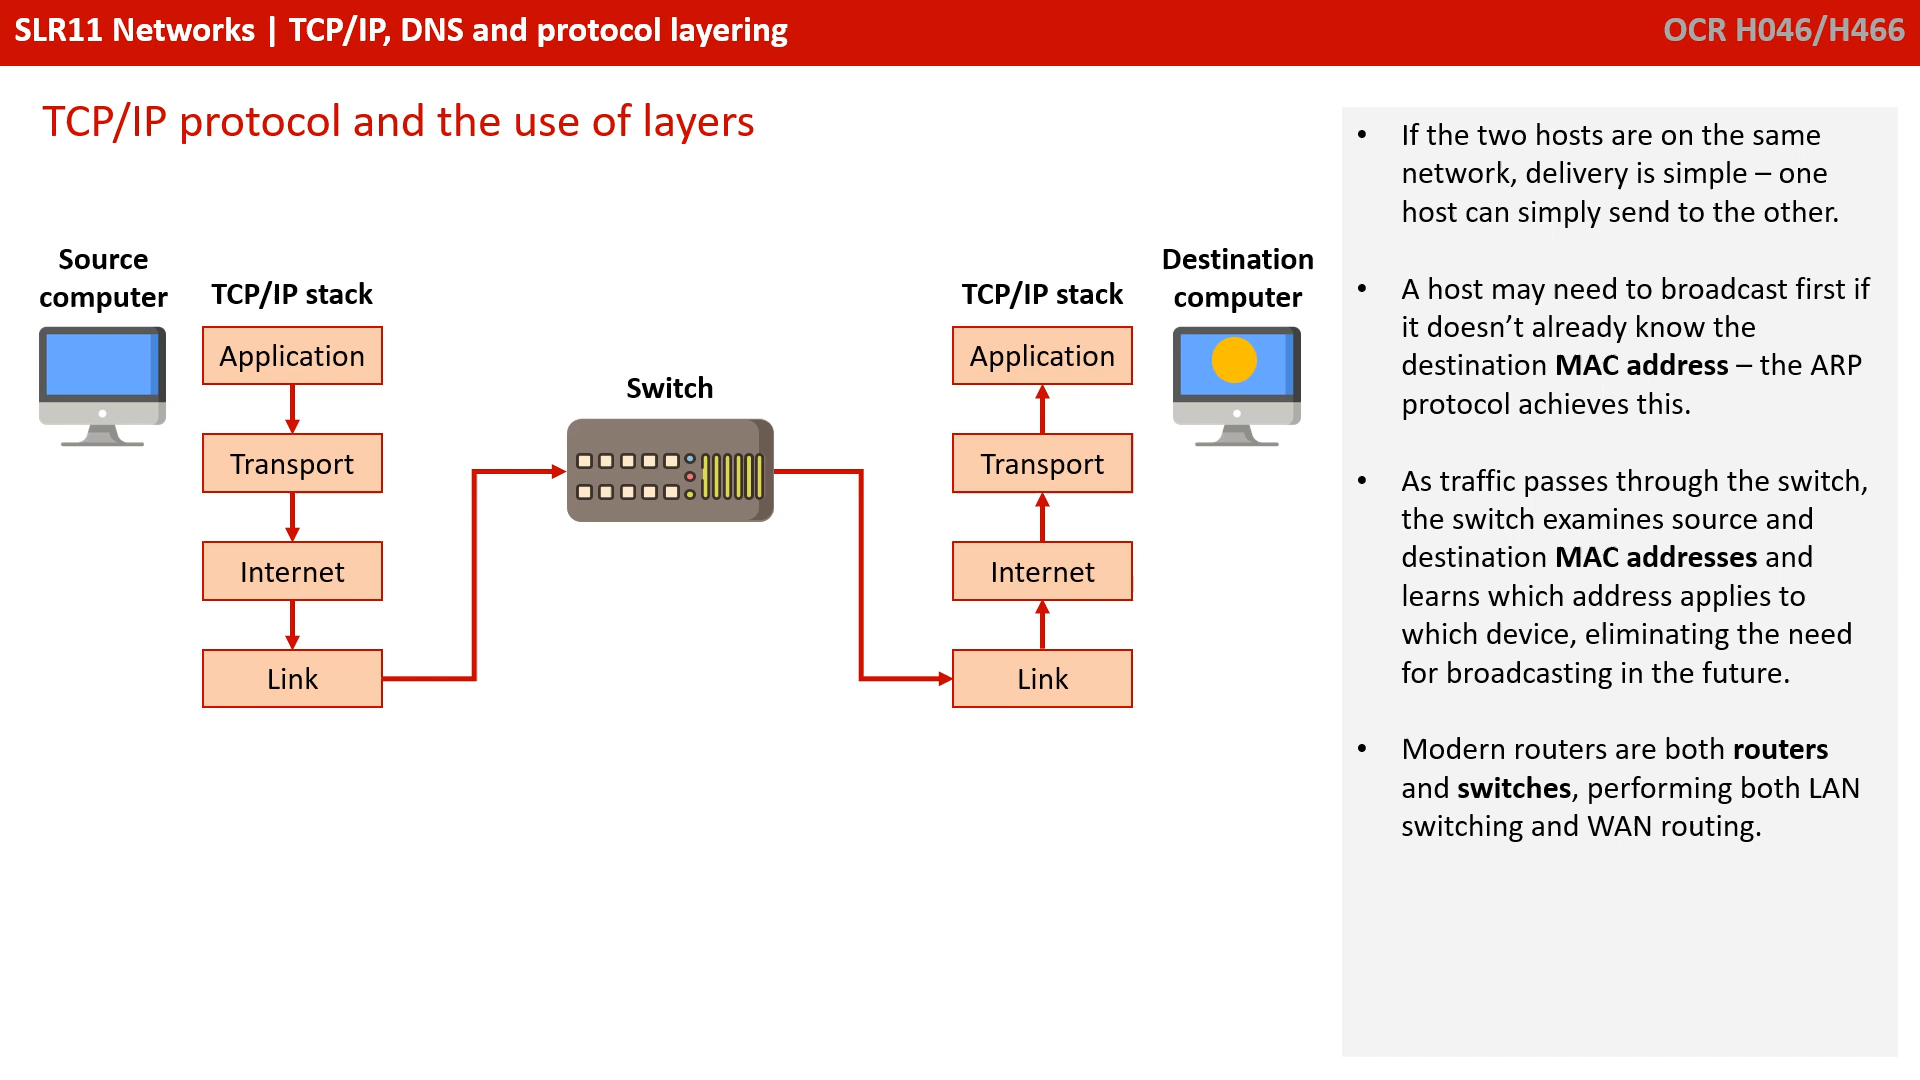 SLR11 Networks | TCP/IP, DNS and protocol layering
OCR H046/H466
TCP/IP protocol and the use of layers
Source
computer
TCP/IP stack
Application
Transport
Internet
Link
Switch
TCP/IP stack
Application
Transport
Internet
Link
Destination
computer
• If the two hosts are on the same
network, delivery is simple – one
host can simply send to the other.
• A host may need to broadcast first if
it doesn’t already know the
destination MAC address – the ARP
protocol achieves this.
• As traffic passes through the switch,
the switch examines source and
destination MAC addresses and
learns which address applies to
which device, eliminating the need
for broadcasting in the future.
• Modern routers are both routers
and switches, performing both LAN
switching and WAN routing.